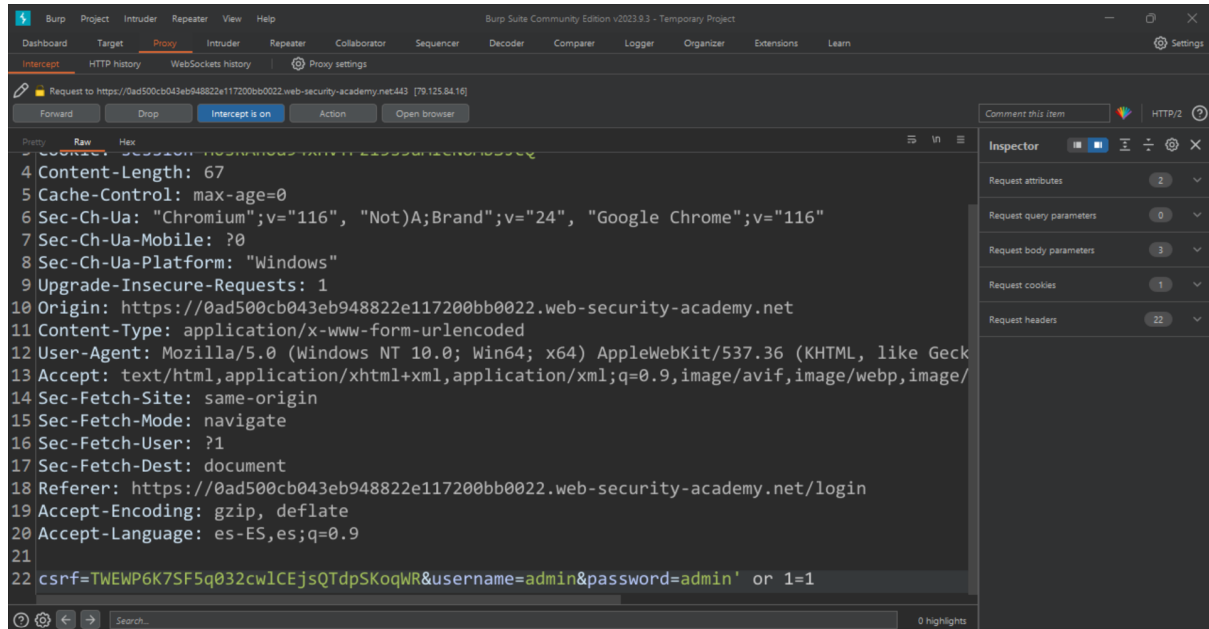 Burp Project Intruder Repeater View Help Burp Suite Community Edition v2023.9.3 - Temporary Project
Dashboard Target Proxy Intruder Repeater Collaborator Sequencer Decoder Comparer Logger Organizer Extensions Learn Settings
Intercept HTTP history WebSockets history Proxy settings
Request to https://0ad500cb043eb948822e117200bb0022.web-security-academy.net:443 [79.125.84.16]
Forward Drop Intercept is on Action Open browser Comment this item HTTP/2
Pretty Raw Hex \n
Inspector
4 Content-Length: 67
5 Cache-Control: max-age=0
6 Sec-Ch-Ua: "Chromium";v="116", "Not)A;Brand";v="24", "Google Chrome";v="116"
7 Sec-Ch-Ua-Mobile: ?0
8 Sec-Ch-Ua-Platform: "Windows"
9 Upgrade-Insecure-Requests: 1
10 Origin: https://0ad500cb043eb948822e117200bb0022.web-security-academy.net
11 Content-Type: application/x-www-form-urlencoded
12 User-Agent: Mozilla/5.0 (Windows NT 10.0; Win64; x64) AppleWebKit/537.36 (KHTML, like Geck
13 Accept: text/html,application/xhtml+xml,application/xml;q=0.9,image/avif,image/webp,image/
14 Sec-Fetch-Site: same-origin
15 Sec-Fetch-Mode: navigate
16 Sec-Fetch-User: ?1
17 Sec-Fetch-Dest: document
18 Referer: https://0ad500cb043eb948822e117200bb0022.web-security-academy.net/login
19 Accept-Encoding: gzip, deflate
20 Accept-Language: es-ES,es;q=0.9
21
22 csrf=TWEWP6K7SF5q032cwlCEjsQTdpSKoqWR&username=admin&password=admin' or 1=1
Request attributes 2
Request query parameters 0
Request body parameters 3
Request cookies 1
Request headers 22
Search... 0 highlights